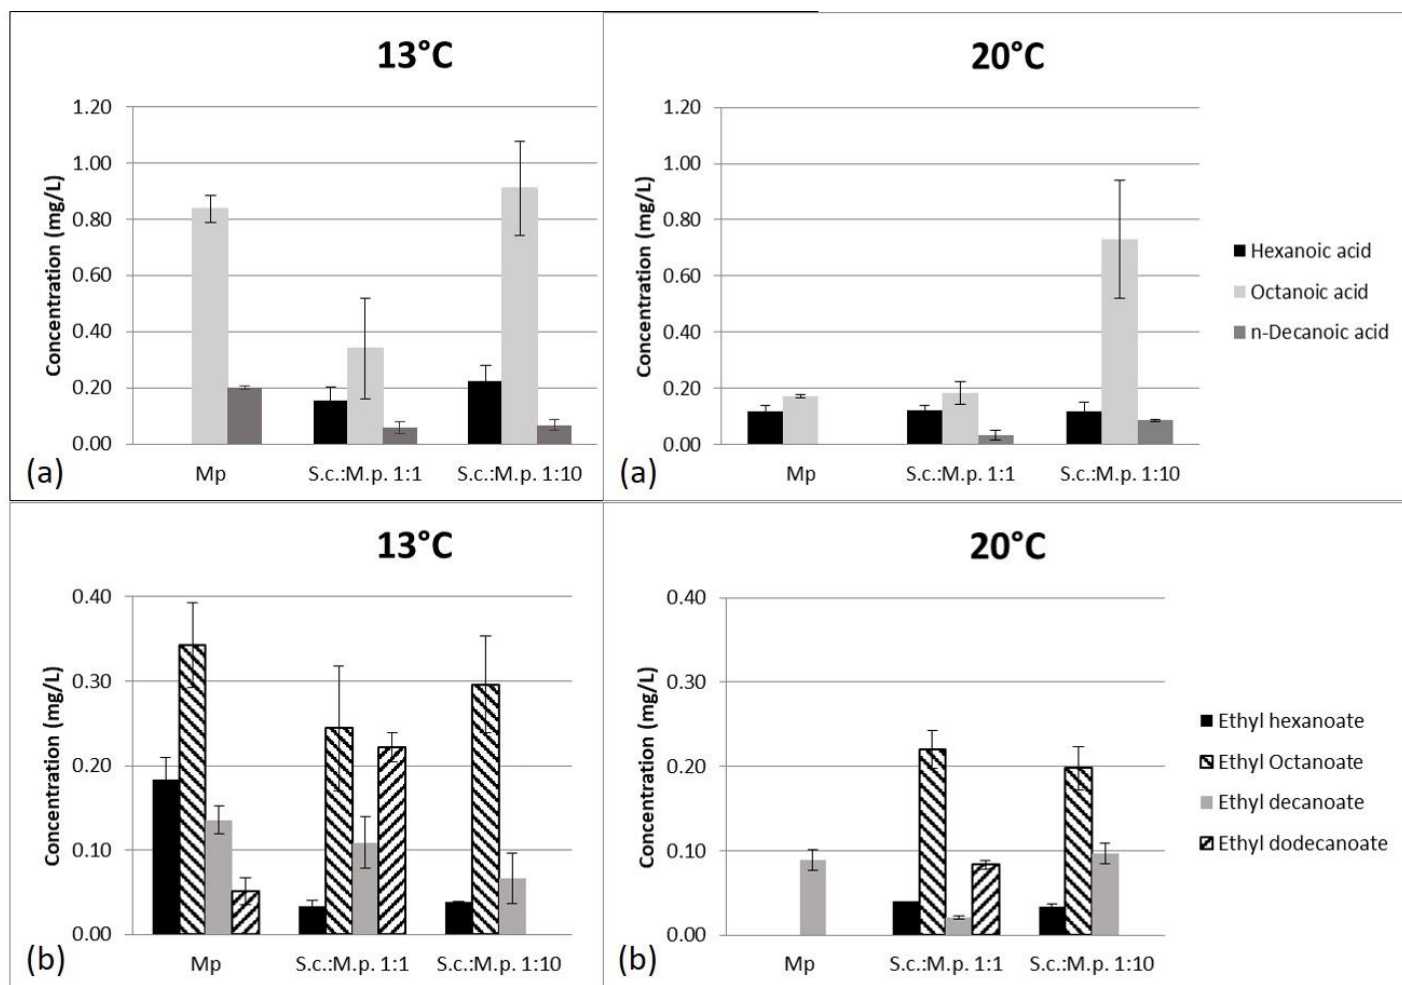 13°C
Concentration (mg/L)
1.20
1.00
0.80
0.60
0.40
0.20
0.00
Mp
S.c.:M.p. 1:1
S.c.:M.p. 1:10
(a)
20°C
Concentration (mg/L)
1.20
1.00
0.80
0.60
0.40
0.20
0.00
Mp
S.c.:M.p. 1:1
S.c.:M.p. 1:10
(a)
Hexanoic acid
Octanoic acid
n-Decanoic acid
13°C
Concentration (mg/L)
0.40
0.30
0.20
0.10
0.00
Mp
S.c.:M.p. 1:1
S.c.:M.p. 1:10
(b)
20°C
Concentration (mg/L)
0.40
0.30
0.20
0.10
0.00
Mp
S.c.:M.p. 1:1
S.c.:M.p. 1:10
(b)
Ethyl hexanoate
Ethyl Octanoate
Ethyl decanoate
Ethyl dodecanoate